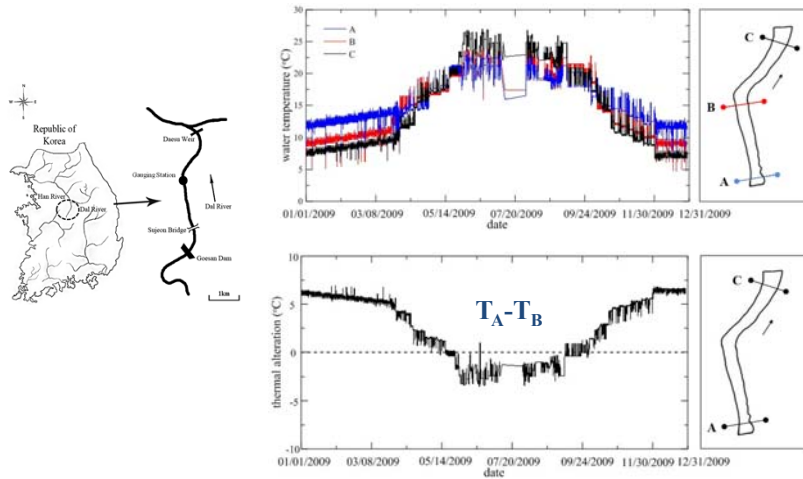 N
W
E
S
Republic of
Korea
Han River
Dal River
Daesu Weir
Gauging Station
Dal River
Sujeon Bridge
Goesan Dam
1km
water temperature (°C)
30
25
20
15
10
5
0
A
B
C
01/01/2009 03/08/2009 05/14/2009 07/20/2009 09/24/2009 11/30/2009 12/31/2009
date
C
B
A
thermal alteration (°C)
10
5
0
-5
-10
TA-TB
01/01/2009 03/08/2009 05/14/2009 07/20/2009 09/24/2009 11/30/2009 12/31/2009
date
C
A